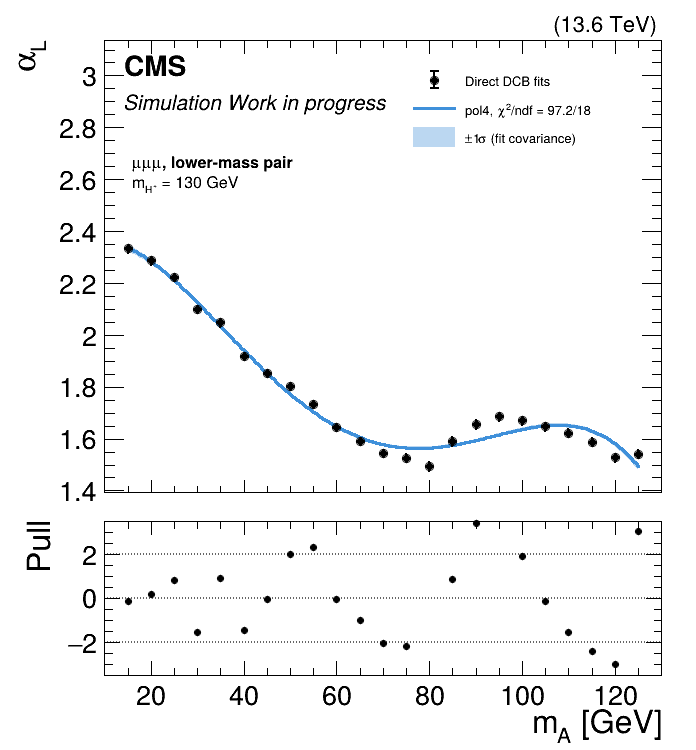 (13.6 TeV)
α_L
CMS
Simulation Work in progress
Direct DCB fits
pol4, χ²/ndf = 97.2/18
±1σ (fit covariance)
μμμ, lower-mass pair
m_H⁻ = 130 GeV
3
2.8
2.6
2.4
2.2
2
1.8
1.6
1.4
Pull
2
0
−2
20 40 60 80 100 120
m_A [GeV]